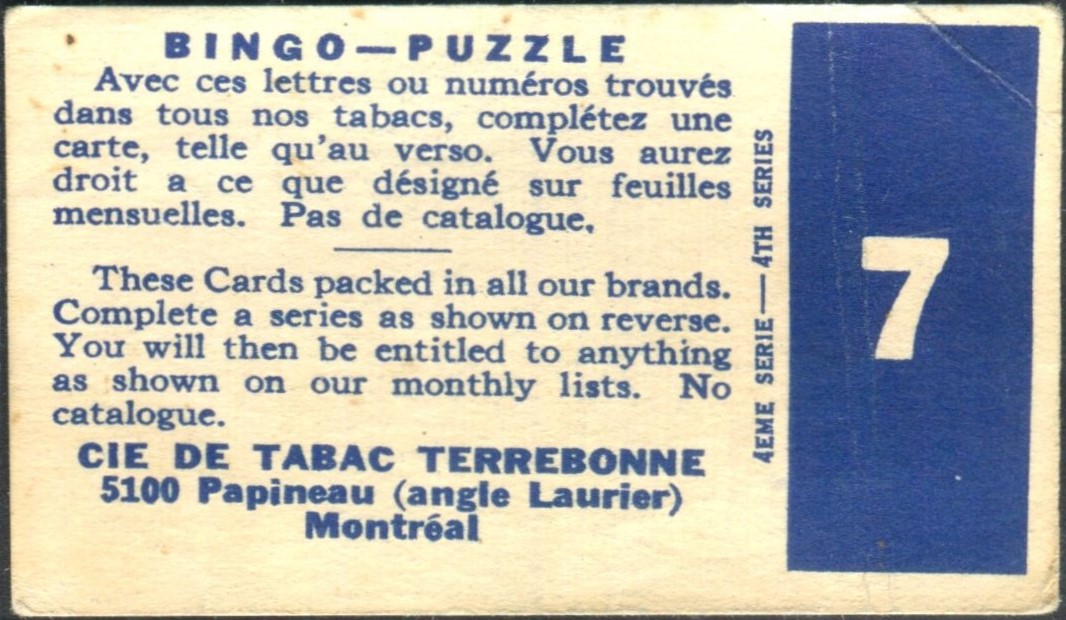 BINGO—PUZZLE
Avec ces lettres ou numéros trouvés
dans tous nos tabacs, complétez une
carte, telle qu'au verso. Vous aurez
droit a ce que désigné sur feuilles
mensuelles. Pas de catalogue.
These Cards packed in all our brands.
Complete a series as shown on reverse.
You will then be entitled to anything
as shown on our monthly lists. No
catalogue.
CIE DE TABAC TERREBONNE
5100 Papineau (angle Laurier)
Montréal
4EME SERIE—4TH SERIES
7